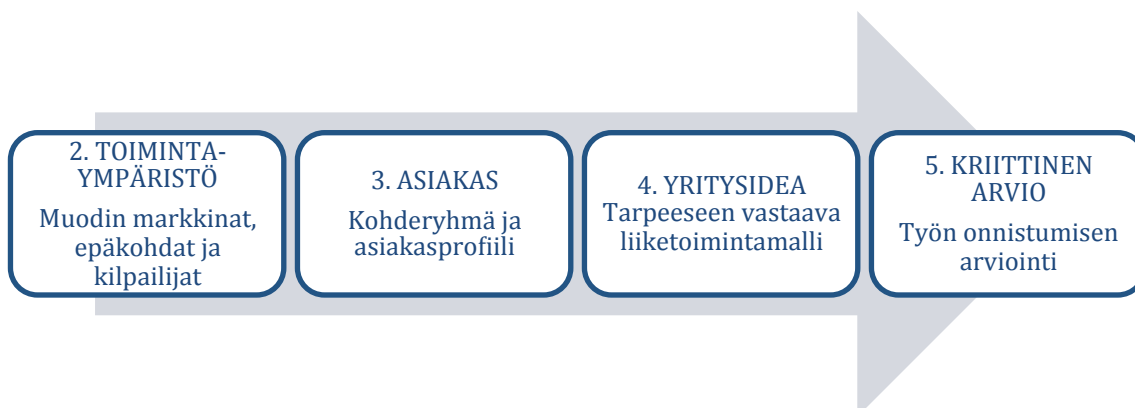 2. TOIMINTA-
YMPÄRISTÖ
Muodin markkinat,
epäkohdat ja
kilpailijat
3. ASIAKAS
Kohderyhmä ja
asiakasprofiili
4. YRITYSIDEA
Tarpeeseen vastaava
liiketoimintamalli
5. KRIITTINEN
ARVIO
Työn onnistumisen
arviointi